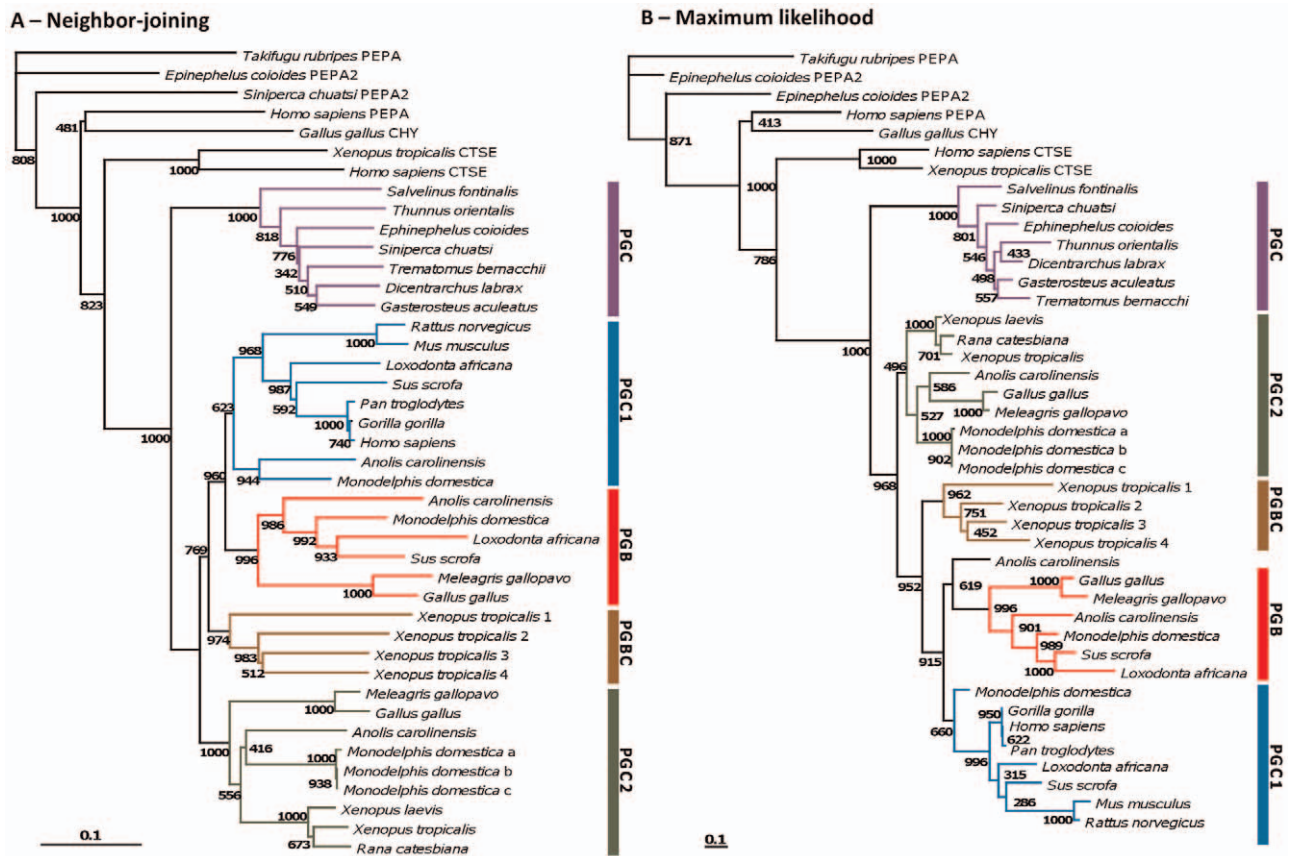 A – Neighbor-joining
Takifugu rubripes PEPA
Epinephelus coioides PEPA2
Siniperca chuatsi PEPA2
Homo sapiens PEPA
481
Gallus gallus CHY
808
Xenopus tropicalis CTSE
1000
Homo sapiens CTSE
Salvelinus fontinalis
1000
1000
Thunnus orientalis
818
Ephinephelus coioides
Siniperca chuatsi
776
342
Trematomus bernacchii
510
Dicentrarchus labrax
823
549
Gasterosteus aculeatus
PGC
Rattus norvegicus
1000
Mus musculus
968
Loxodonta africana
987
Sus scrofa
592
Pan troglodytes
623
1000
Gorilla gorilla
1000
740
Homo sapiens
Anolis carolinensis
960
944
Monodelphis domestica
PGC1
Anolis carolinensis
986
Monodelphis domestica
992
Loxodonta africana
769
996
933
Sus scrofa
Meleagris gallopavo
1000
Gallus gallus
PGB
Xenopus tropicalis 1
974
Xenopus tropicalis 2
983
Xenopus tropicalis 3
512
Xenopus tropicalis 4
PGBC
Meleagris gallopavo
1000
Gallus gallus
Anolis carolinensis
1000
416
1000
Monodelphis domestica a
Monodelphis domestica b
938
Monodelphis domestica c
556
Xenopus laevis
1000
Xenopus tropicalis
673
Rana catesbiana
PGC2
0.1
B – Maximum likelihood
Takifugu rubripes PEPA
Epinephelus coioides PEPA2
Epinephelus coioides PEPA2
Homo sapiens PEPA
413
Gallus gallus CHY
871
Homo sapiens CTSE
1000
Xenopus tropicalis CTSE
1000
Salvelinus fontinalis
1000
Siniperca chuatsi
801
Ephinephelus coioides
Thunnus orientalis
546
433
786
Dicentrarchus labrax
498
Gasterosteus aculeatus
557
Trematomus bernacchi
PGC
Xenopus laevis
1000
Rana catesbiana
1000
496
701
Xenopus tropicalis
Anolis carolinensis
586
Gallus gallus
527
1000
Meleagris gallopavo
1000
Monodelphis domestica a
Monodelphis domestica b
902
Monodelphis domestica c
PGC2
968
Xenopus tropicalis 1
962
Xenopus tropicalis 2
751
Xenopus tropicalis 3
452
Xenopus tropicalis 4
PGBC
Anolis carolinensis
952
619
1000
Gallus gallus
Meleagris gallopavo
996
Anolis carolinensis
901
Monodelphis domestica
989
Sus scrofa
915
1000
Loxodonta africana
PGB
Monodelphis domestica
Gorilla gorilla
950
Homo sapiens
660
622
Pan troglodytes
996
Loxodonta africana
315
Sus scrofa
286
Mus musculus
1000
Rattus norvegicus
PGC1
0.1